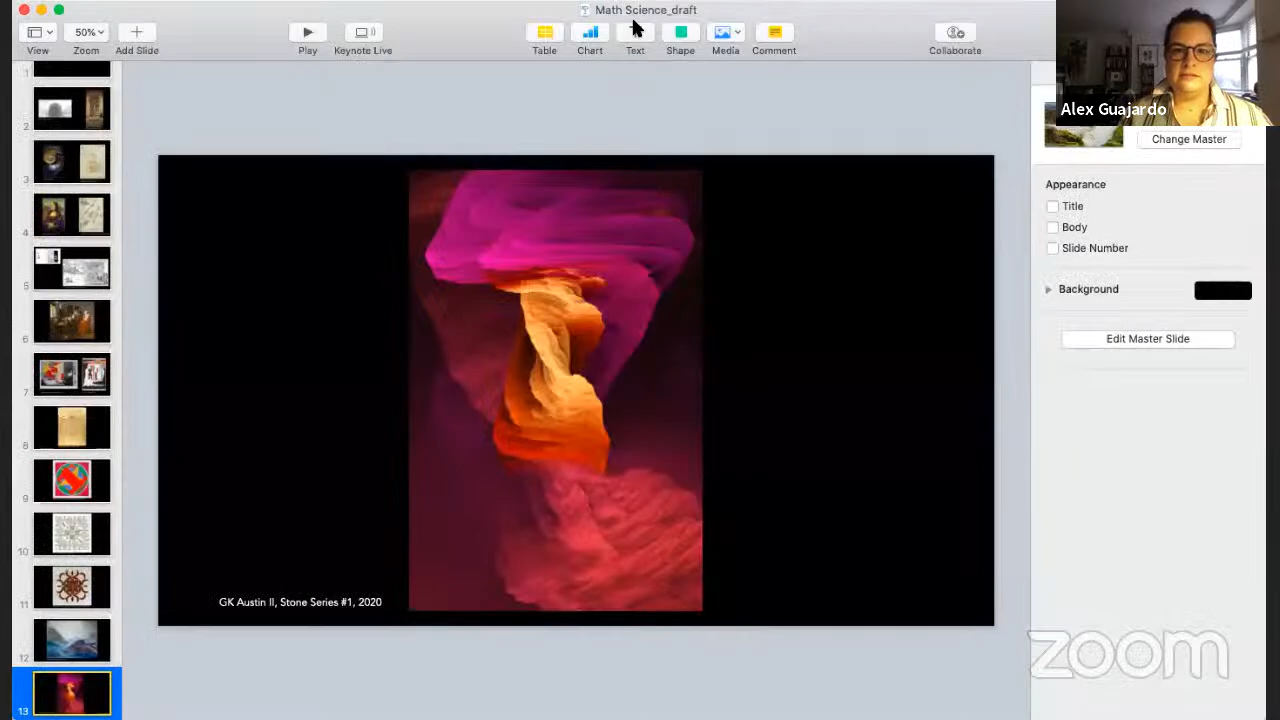 Math Science_draft
50%
View
Zoom
Add Slide
Play
Keynote Live
Table
Chart
Text
Shape
Media
Comment
Collaborate
Alex Guajardo
Change Master
Appearance
Title
Body
Slide Number
Background
Edit Master Slide
1
2
3
4
5
6
7
8
9
10
11
12
13
GK Austin II, Stone Series #1, 2020
zoom